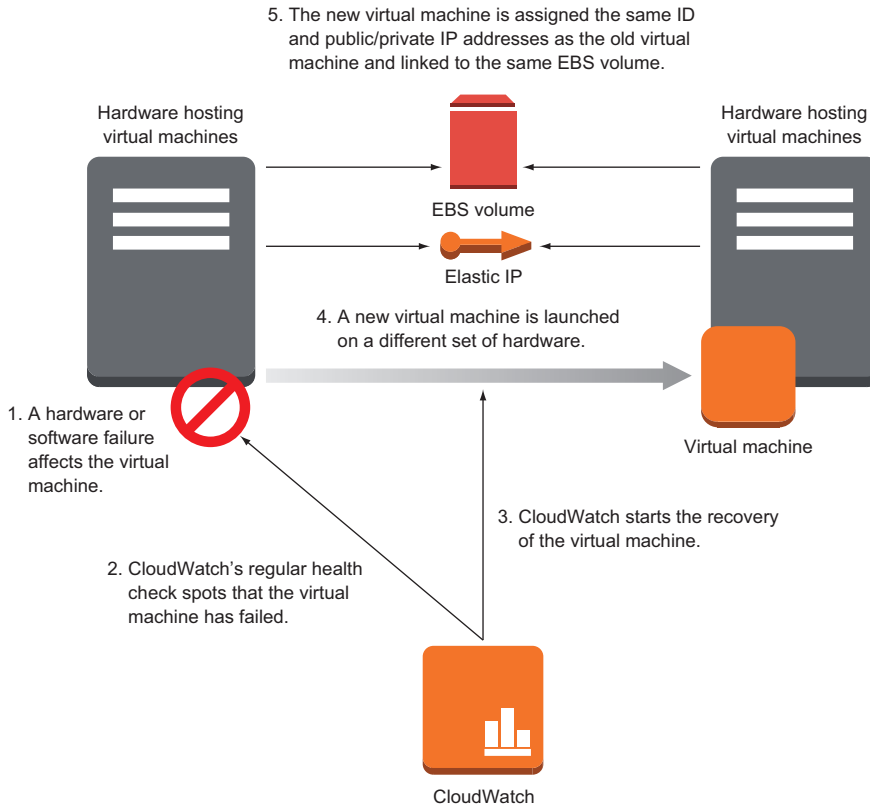 5. The new virtual machine is assigned the same ID
and public/private IP addresses as the old virtual
machine and linked to the same EBS volume.
Hardware hosting
virtual machines
Hardware hosting
virtual machines
EBS volume
Elastic IP
4. A new virtual machine is launched
on a different set of hardware.
1. A hardware or
software failure
affects the virtual
machine.
Virtual machine
3. CloudWatch starts the recovery
of the virtual machine.
2. CloudWatch’s regular health
check spots that the virtual
machine has failed.
CloudWatch